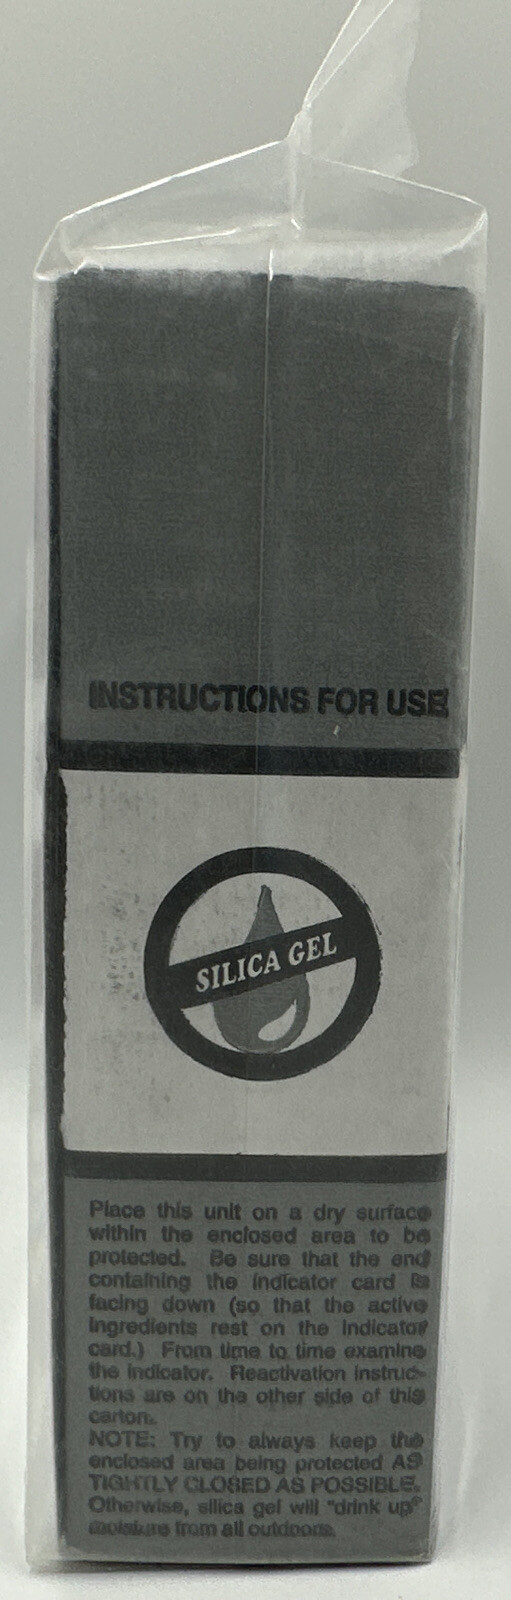 INSTRUCTIONS FOR USE
SILICA GEL
Place this unit on a dry surface
within the enclosed area to be
protected. Be sure that the end
containing the indicator card is
facing down (so that the active
ingredients rest on the indicator
card.) From time to time examine
the indicator. Reactivation instruc-
tions are on the other side of this
carton.
NOTE: Try to always keep the
enclosed area being protected AS
TIGHTLY CLOSED AS POSSIBLE.
Otherwise, silica gel will "drink up"
moisture from all outdoors.